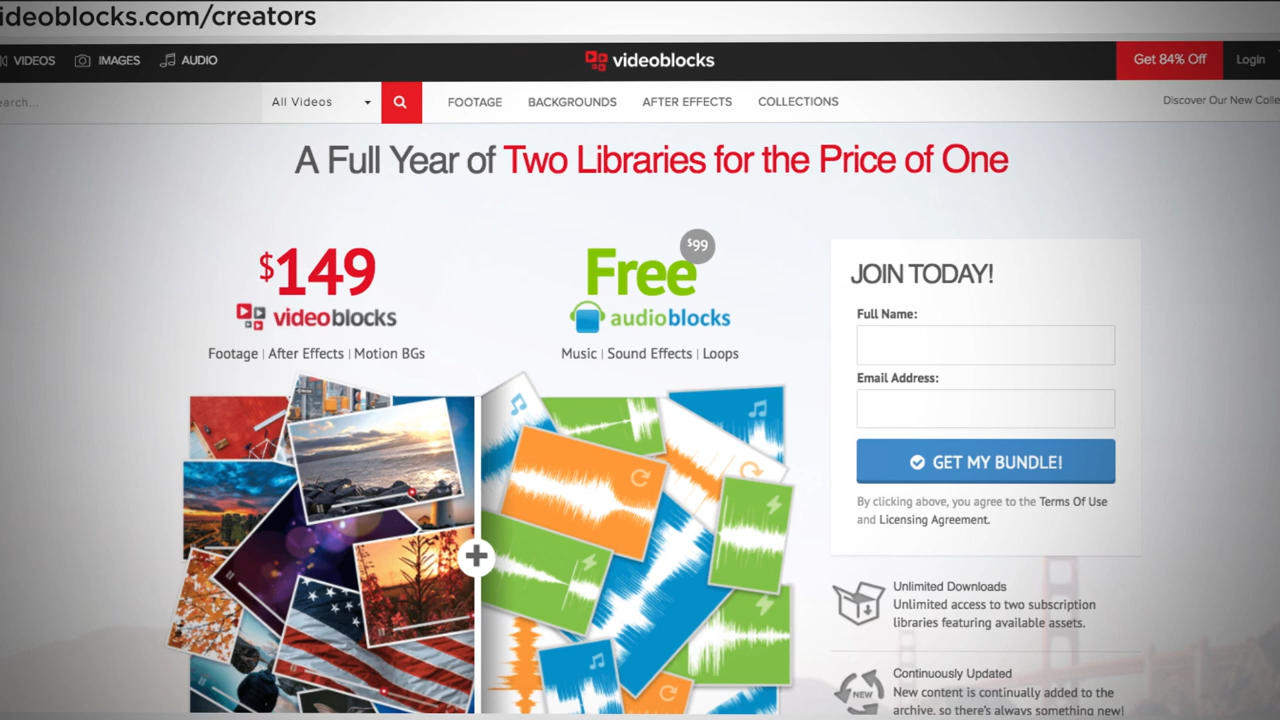 ideoblocks.com/creators
VIDEOS IMAGES AUDIO videoblocks Get 84% Off Login
earch... All Videos FOOTAGE BACKGROUNDS AFTER EFFECTS COLLECTIONS Discover Our New Colle
A Full Year of Two Libraries for the Price of One
$149
Free $99
videoblocks
audioblocks
Footage | After Effects | Motion BGs
Music | Sound Effects | Loops
JOIN TODAY!
Full Name:
Email Address:
GET MY BUNDLE!
By clicking above, you agree to the Terms Of Use
and Licensing Agreement.
Unlimited Downloads
Unlimited access to two subscription
libraries featuring available assets.
NEW
Continuously Updated
New content is continually added to the
archive, so there's always something new!